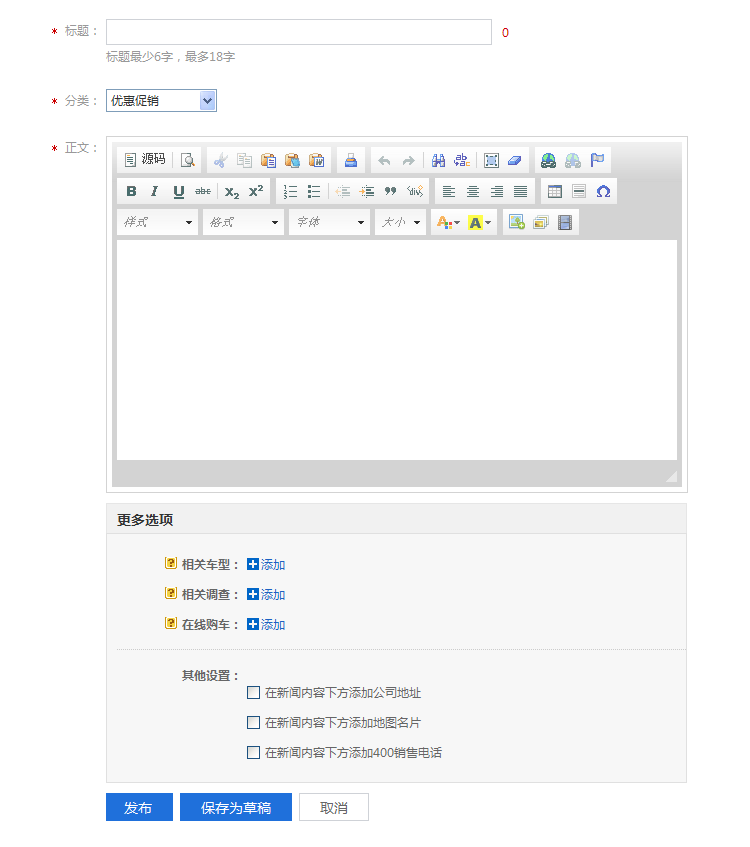 * 标题： 0
标题最少6字，最多18字
* 分类： 优惠促销
* 正文：
源码
B I U abc X₂ X²
样式 格式 字体 大小 A A
更多选项
? 相关车型： 添加
? 相关调查： 添加
? 在线购车： 添加
其他设置：
在新闻内容下方添加公司地址
在新闻内容下方添加地图名片
在新闻内容下方添加400销售电话
发布 保存为草稿 取消